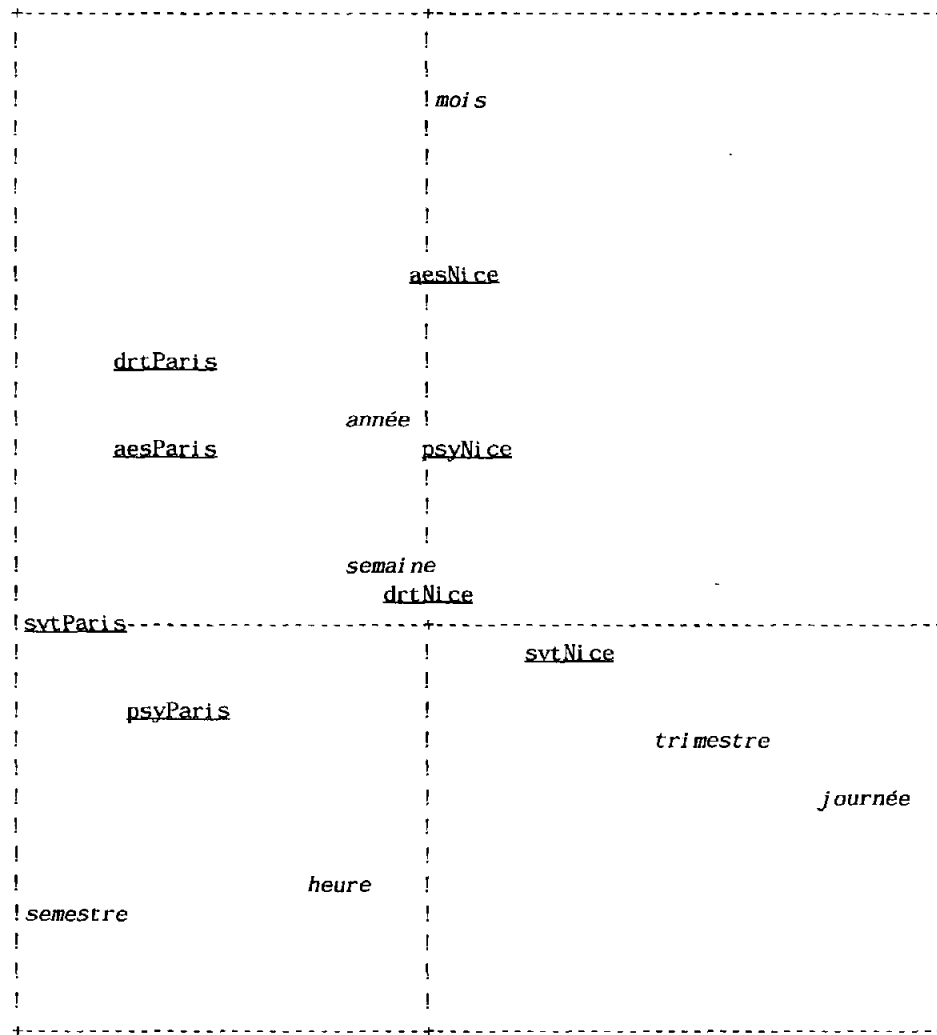 mois
aesNice
drtParis
année
aesParis psyNice
semaine
drtNice
svtParis
svtNice
psyParis
trimestre
journée
heure
semestre